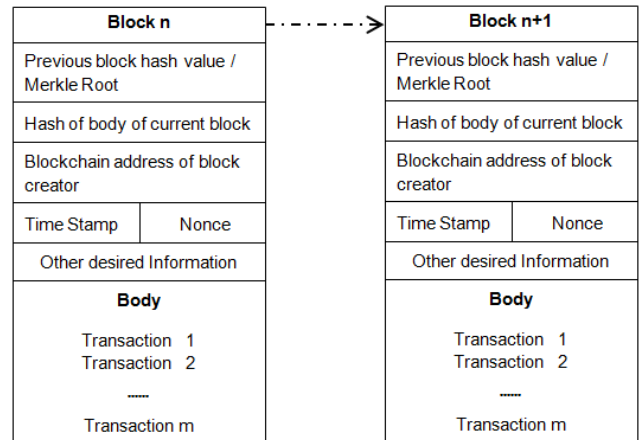 Block n
Previous block hash value /
Merkle Root
Hash of body of current block
Blockchain address of block
creator
Time Stamp Nonce
Other desired Information
Body
Transaction 1
Transaction 2
......
Transaction m
Block n+1
Previous block hash value /
Merkle Root
Hash of body of current block
Blockchain address of block
creator
Time Stamp Nonce
Other desired Information
Body
Transaction 1
Transaction 2
......
Transaction m